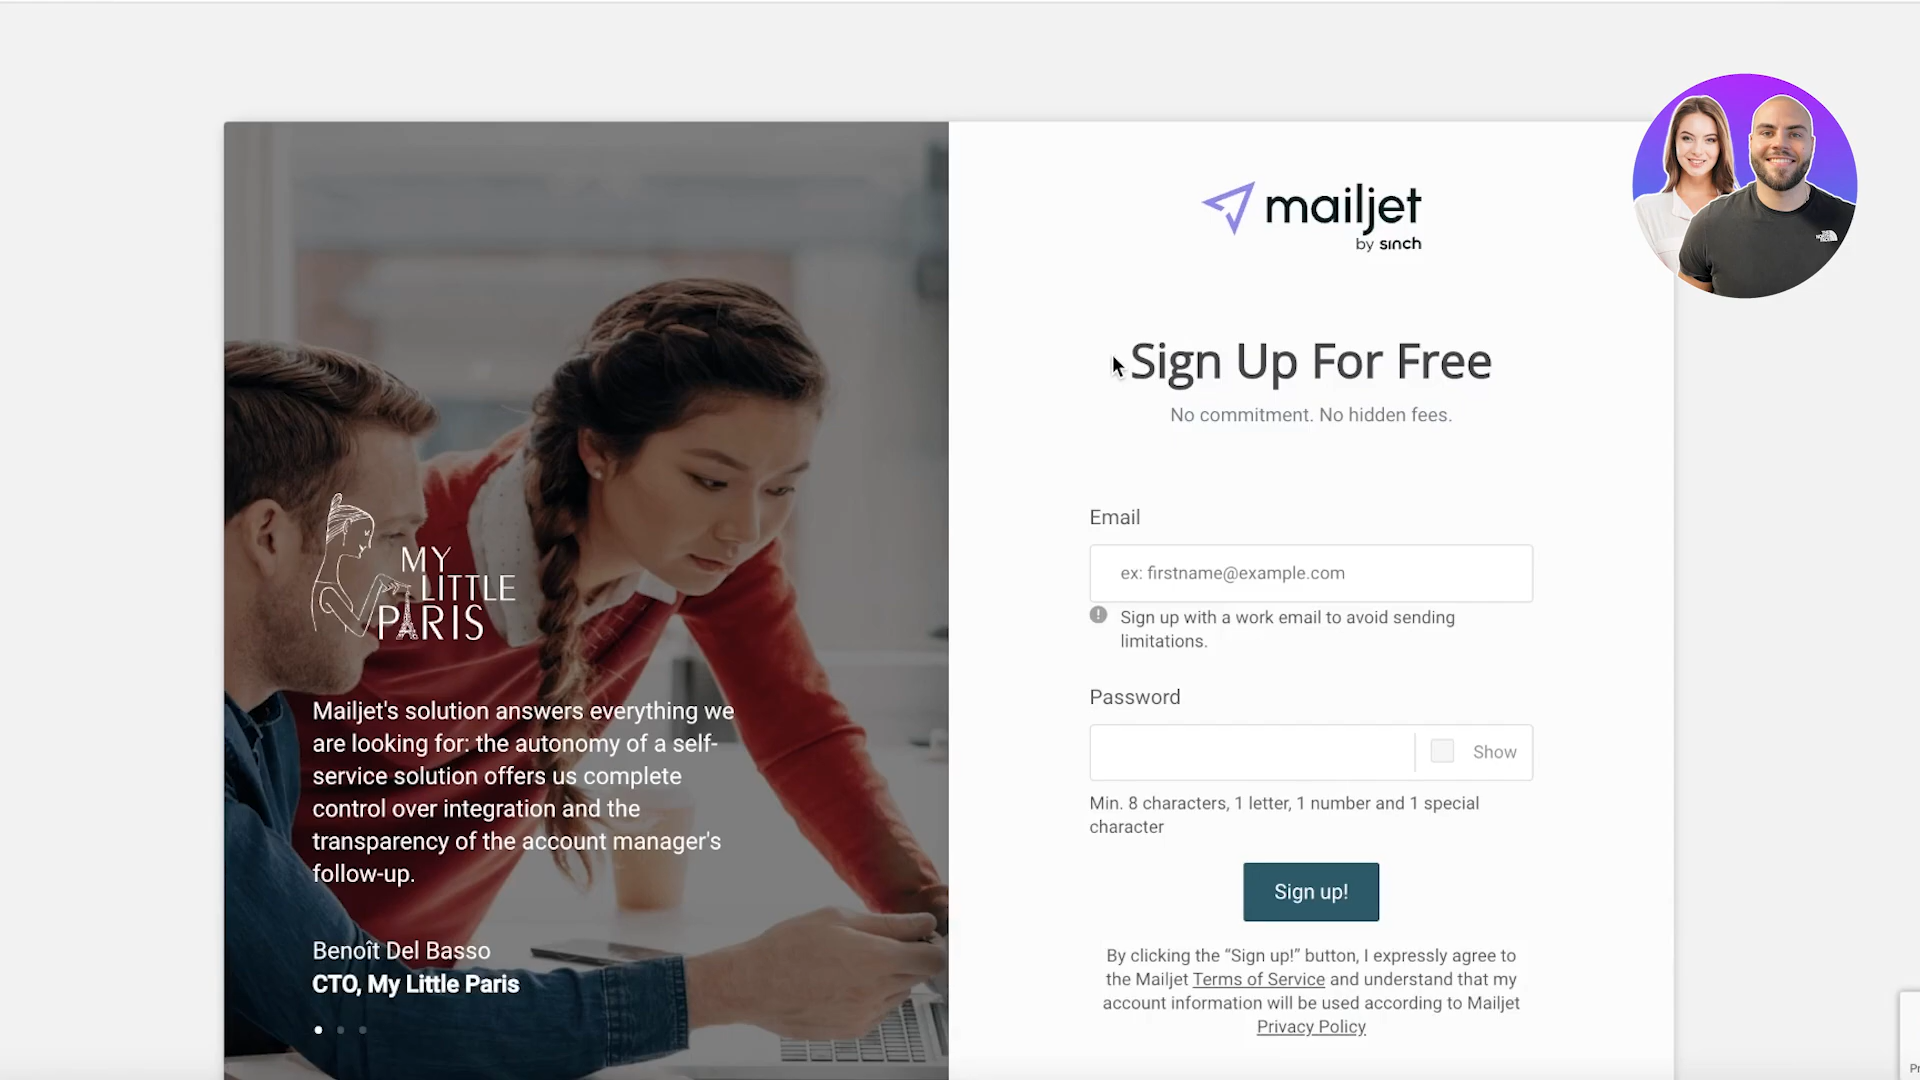 MY
LITTLE
PARIS
Mailjet's solution answers everything we
are looking for: the autonomy of a self-
service solution offers us complete
control over integration and the
transparency of the account manager's
follow-up.
Benoît Del Basso
CTO, My Little Paris
mailjet
by sinch
Sign Up For Free
No commitment. No hidden fees.
Email
ex: firstname@example.com
Sign up with a work email to avoid sending
limitations.
Password
Show
Min. 8 characters, 1 letter, 1 number and 1 special
character
Sign up!
By clicking the “Sign up!” button, I expressly agree to
the Mailjet Terms of Service and understand that my
account information will be used according to Mailjet
Privacy Policy